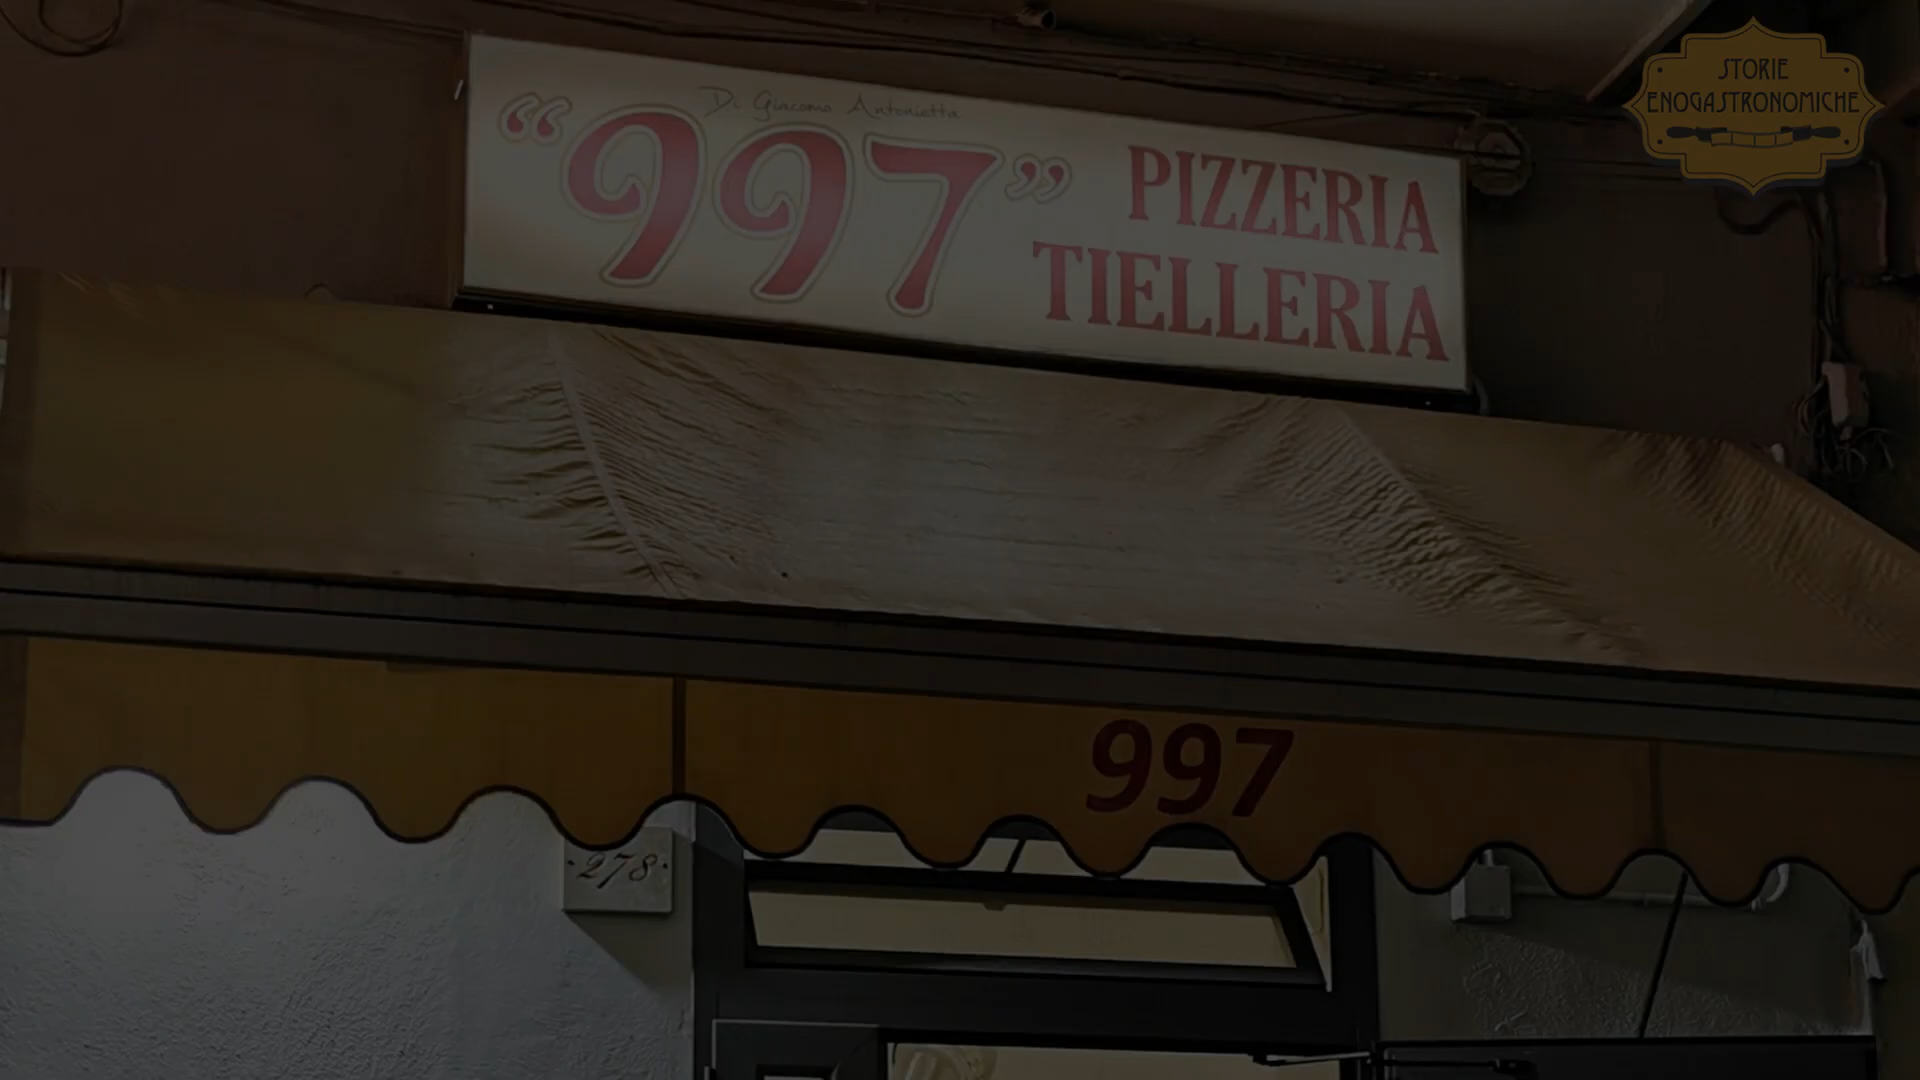 STORIE
ENOGASTRONOMICHE
Di Giacomo Antonietta
"997"
PIZZERIA
TIELLERIA
997
·278·